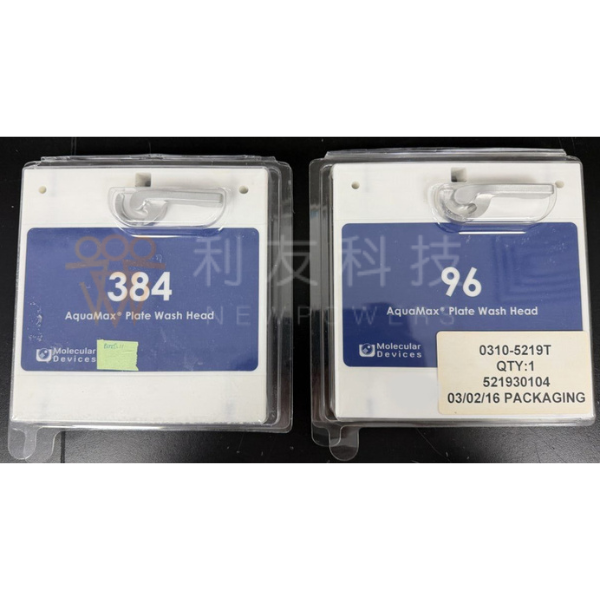 384
AquaMax® Plate Wash Head
Molecular
Devices
96
AquaMax® Plate Wash Head
Molecular
Devices
0310-5219T
QTY:1
521930104
03/02/16 PACKAGING
利友科技
NEWPOWERS